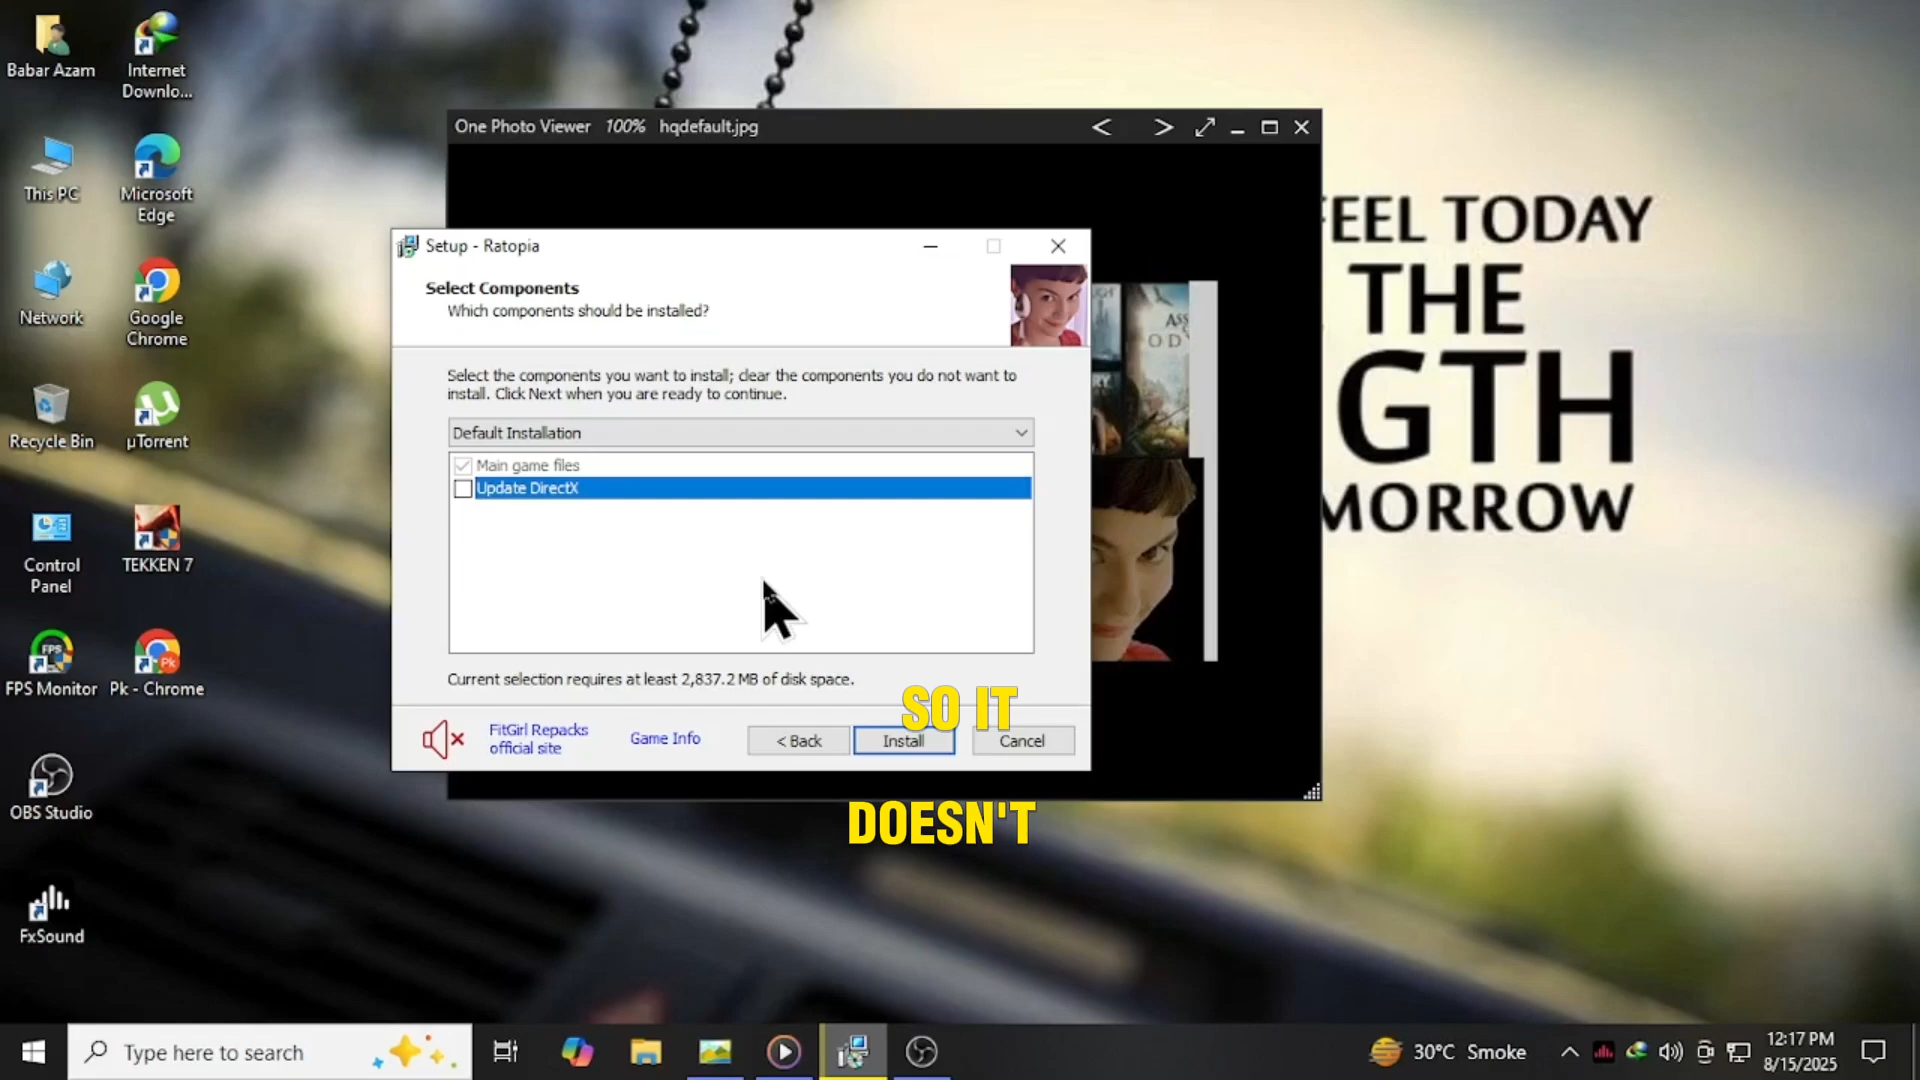 Babar Azam
Internet
Downlo...
This PC
Microsoft
Edge
Network
Google
Chrome
Recycle Bin
µTorrent
Control
Panel
TEKKEN 7
FPS
FPS Monitor
Pk
Pk - Chrome
OBS Studio
FxSound
One Photo Viewer 100% hqdefault.jpg
FEEL TODAY
THE
GTH
MORROW
Setup - Ratopia
Select Components
Which components should be installed?
Select the components you want to install; clear the components you do not want to
install. Click Next when you are ready to continue.
Default Installation
Main game files
Update DirectX
Current selection requires at least 2,837.2 MB of disk space.
FitGirl Repacks
official site
Game Info
< Back
Install
Cancel
SO IT
DOESN'T
Type here to search
30°C Smoke
12:17 PM
8/15/2025